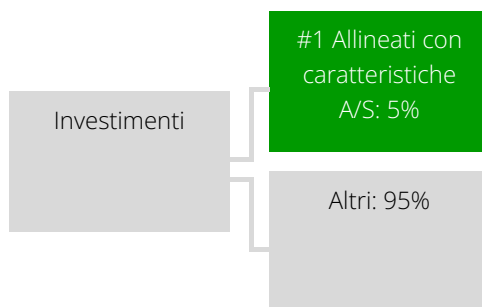 #1 Allineati con
caratteristiche
A/S: 5%
Investimenti
Altri: 95%